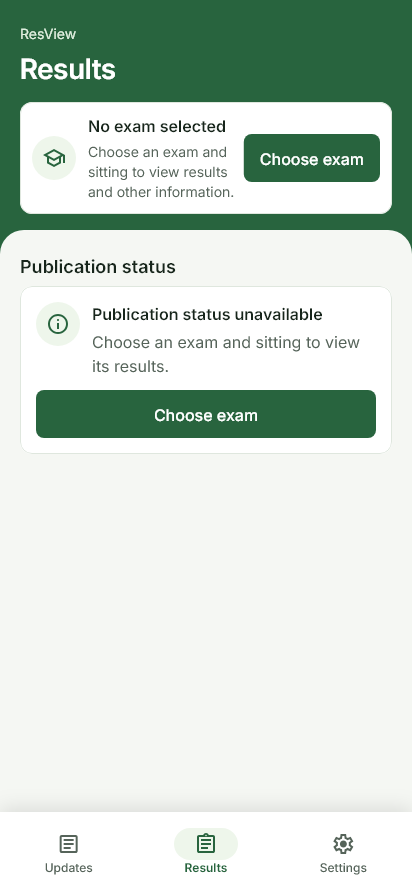 ResView
Results
No exam selected
Choose an exam and
sitting to view results
and other information.
Choose exam
Publication status
Publication status unavailable
Choose an exam and sitting to view
its results.
Choose exam
Updates
Results
Settings